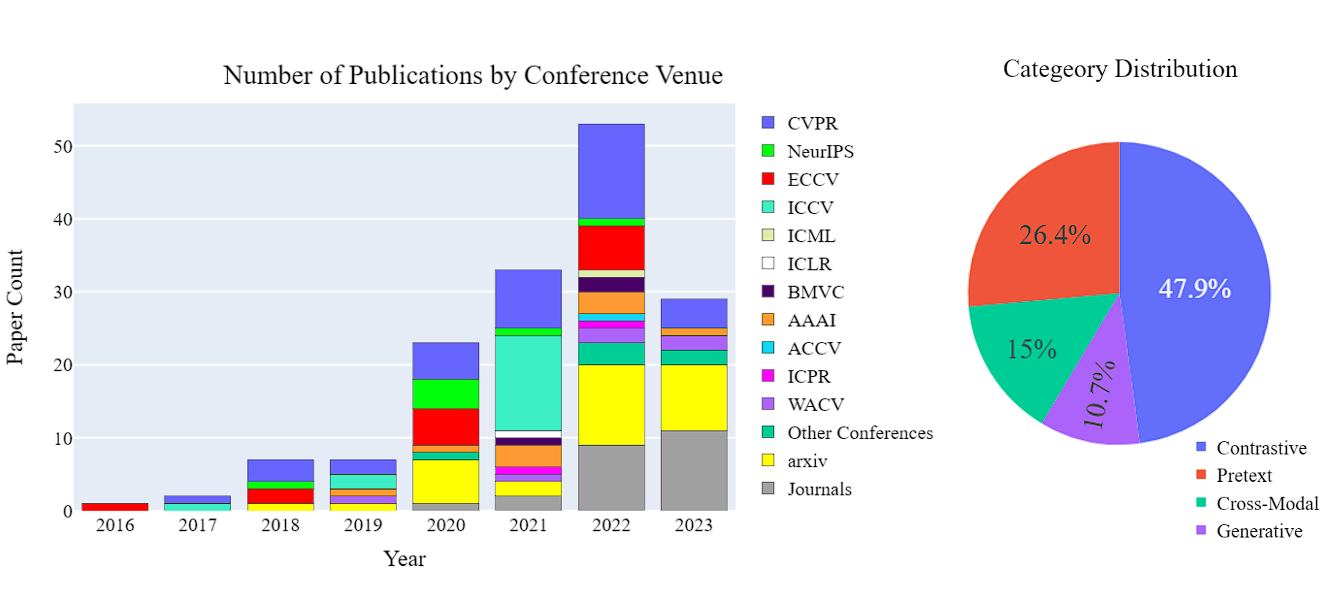 Number of Publications by Conference Venue
Paper Count
50
40
30
20
10
0
2016 2017 2018 2019 2020 2021 2022 2023
Year
CVPR
NeurIPS
ECCV
ICCV
ICML
ICLR
BMVC
AAAI
ACCV
ICPR
WACV
Other Conferences
arxiv
Journals
Categeory Distribution
26.4%
47.9%
15%
10.7%
Contrastive
Pretext
Cross-Modal
Generative